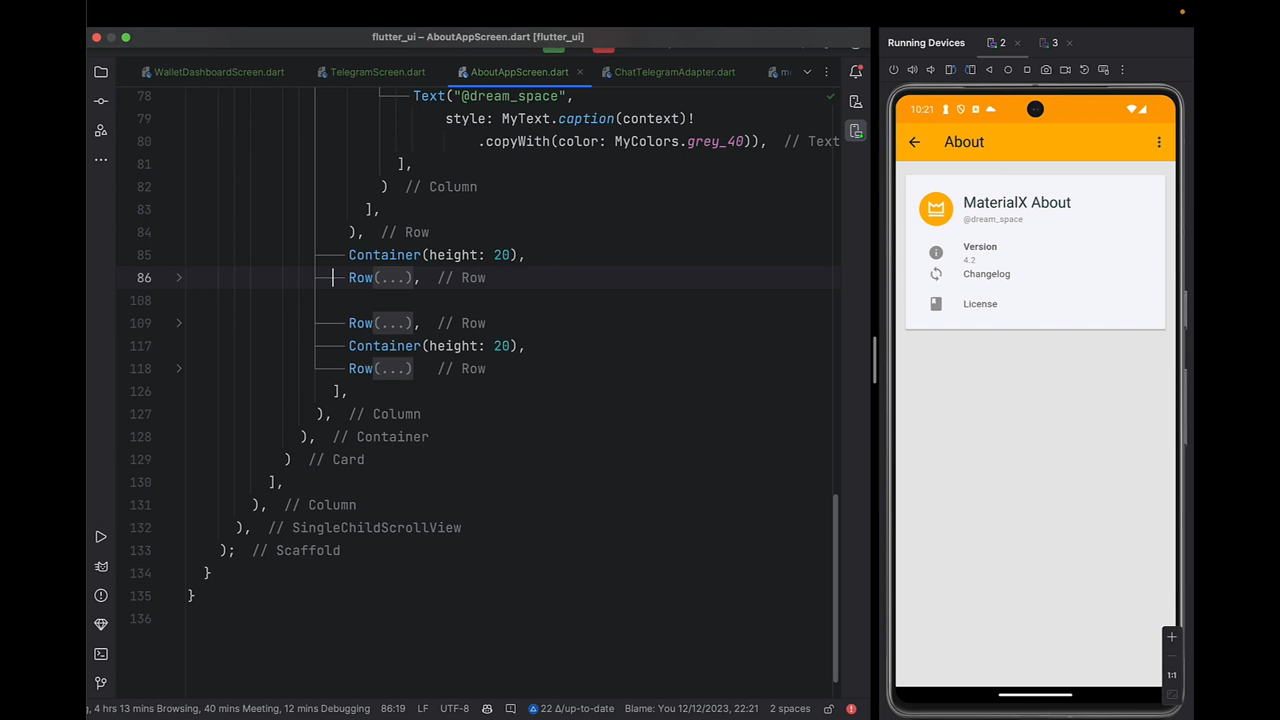 flutter_ui – AboutAppScreen.dart [flutter_ui]
WalletDashboardScreen.dart
TelegramScreen.dart
AboutAppScreen.dart
ChatTelegramAdapter.dart
78 Text("@dream_space",
79 style: MyText.caption(context)!
80 .copyWith(color: MyColors.grey_40)), // Text
81 ],
82 ) // Column
83 ],
84 ), // Row
85 Container(height: 20),
86 Row(...), // Row
108
109 Row(...), // Row
117 Container(height: 20),
118 Row(...) // Row
126 ],
127 ), // Column
128 ), // Container
129 ) // Card
130 ],
131 ), // Column
132 ), // SingleChildScrollView
133 ); // Scaffold
134 }
135 }
136
, 4 hrs 13 mins Browsing, 40 mins Meeting, 12 mins Debugging
86:19
LF
UTF-8
22 Δ/up-to-date
Blame: You 12/12/2023, 22:21
2 spaces
Running Devices
2
3
10:21
About
MaterialX About
@dream_space
Version
4.2
Changelog
License
1:1